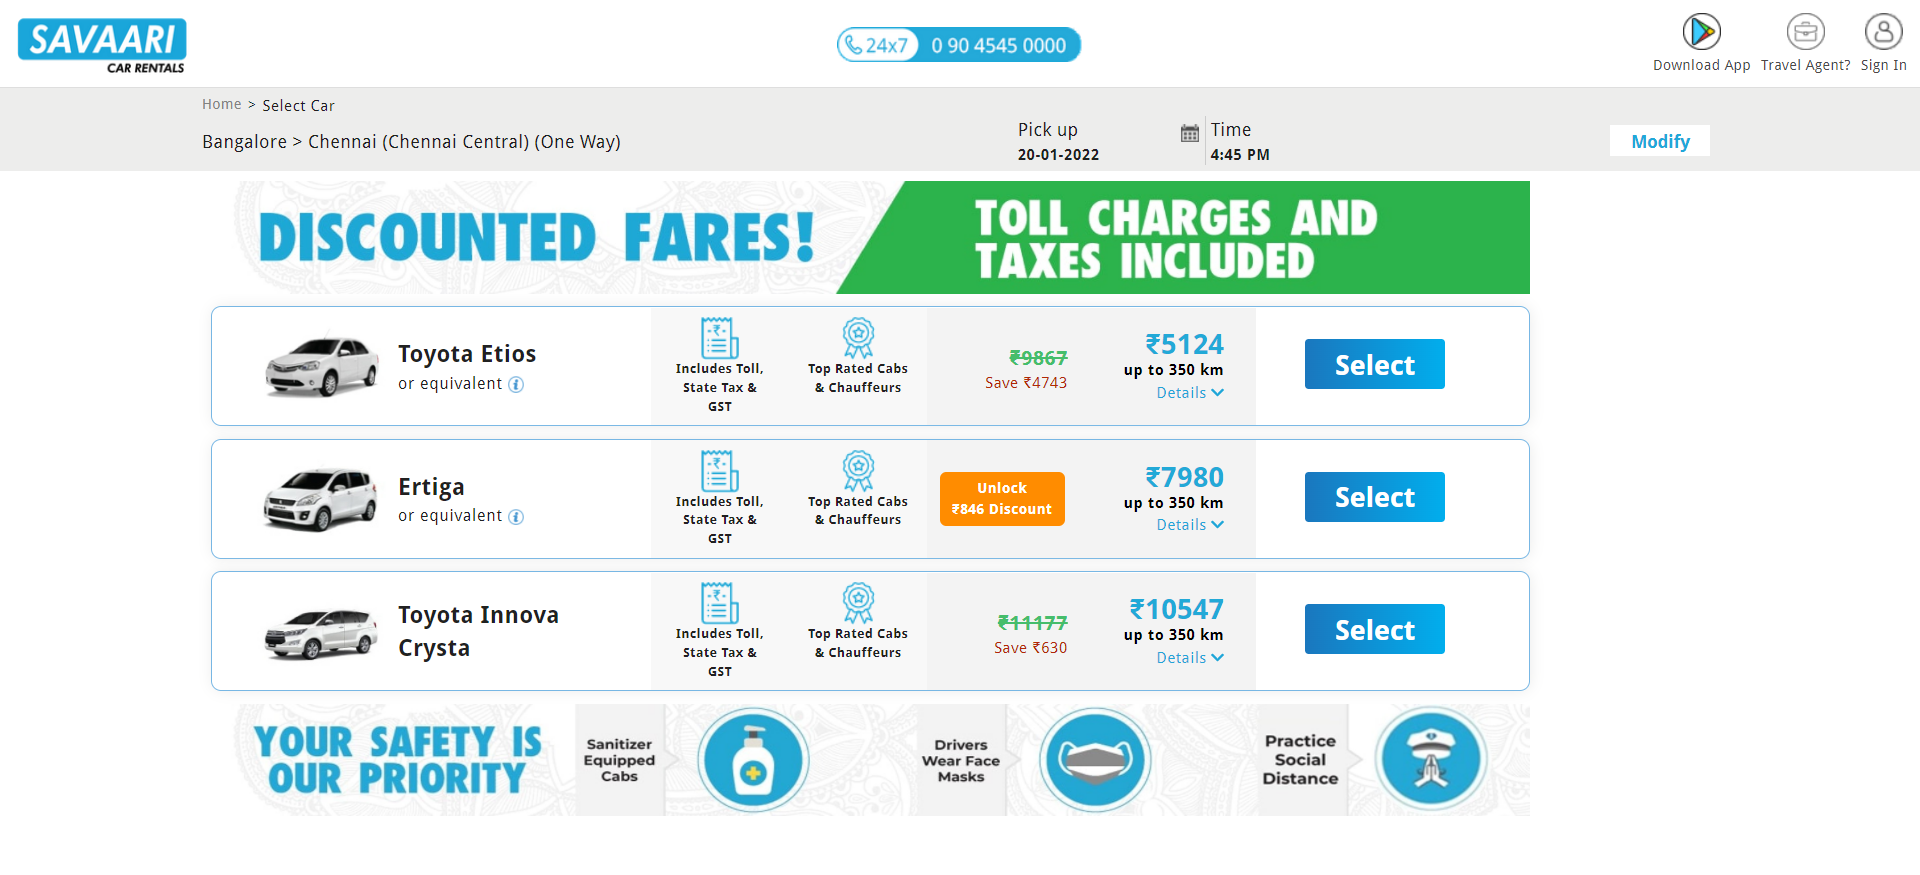 SAVAARI
CAR RENTALS
24x7 0 90 4545 0000
Download App
Travel Agent?
Sign In
Home > Select Car
Bangalore > Chennai (Chennai Central) (One Way)
Pick up
20-01-2022
Time
4:45 PM
Modify
DISCOUNTED FARES!
TOLL CHARGES AND
TAXES INCLUDED
Toyota Etios
or equivalent i
Includes Toll,
State Tax &
GST
Top Rated Cabs
& Chauffeurs
₹9867
Save ₹4743
₹5124
up to 350 km
Details
Select
Ertiga
or equivalent i
Includes Toll,
State Tax &
GST
Top Rated Cabs
& Chauffeurs
Unlock
₹846 Discount
₹7980
up to 350 km
Details
Select
Toyota Innova
Crysta
Includes Toll,
State Tax &
GST
Top Rated Cabs
& Chauffeurs
₹11177
Save ₹630
₹10547
up to 350 km
Details
Select
YOUR SAFETY IS
OUR PRIORITY
Sanitizer
Equipped
Cabs
Drivers
Wear Face
Masks
Practice
Social
Distance